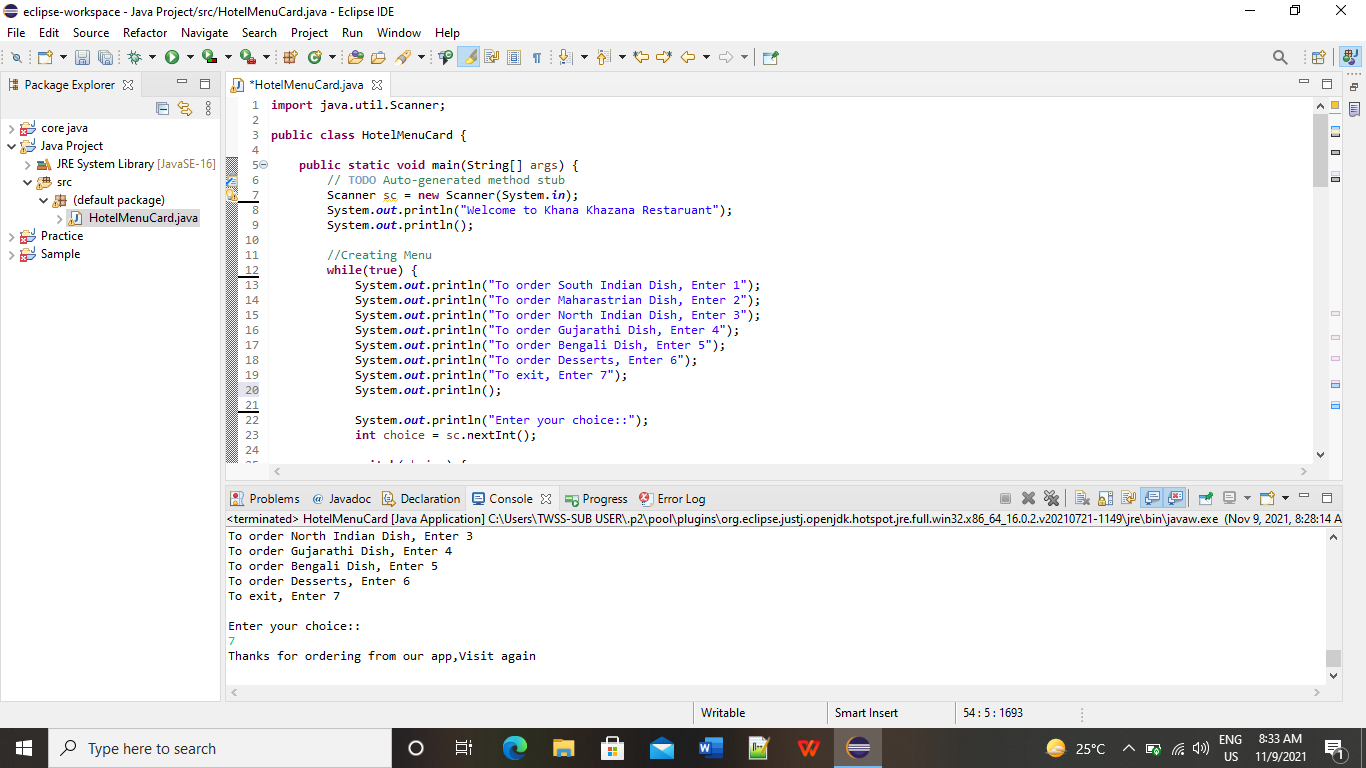 eclipse-workspace - Java Project/src/HotelMenuCard.java - Eclipse IDE
File Edit Source Refactor Navigate Search Project Run Window Help
Package Explorer
*HotelMenuCard.java
core java
Java Project
JRE System Library [JavaSE-16]
src
(default package)
HotelMenuCard.java
Practice
Sample
1 import java.util.Scanner;
2
3 public class HotelMenuCard {
4
5 public static void main(String[] args) {
6 // TODO Auto-generated method stub
7 Scanner sc = new Scanner(System.in);
8 System.out.println("Welcome to Khana Khazana Restaruant");
9 System.out.println();
10
11 //Creating Menu
12 while(true) {
13 System.out.println("To order South Indian Dish, Enter 1");
14 System.out.println("To order Maharastrian Dish, Enter 2");
15 System.out.println("To order North Indian Dish, Enter 3");
16 System.out.println("To order Gujarathi Dish, Enter 4");
17 System.out.println("To order Bengali Dish, Enter 5");
18 System.out.println("To order Desserts, Enter 6");
19 System.out.println("To exit, Enter 7");
20 System.out.println();
21
22 System.out.println("Enter your choice::");
23 int choice = sc.nextInt();
24
Problems @ Javadoc Declaration Console Progress Error Log
<terminated> HotelMenuCard [Java Application] C:\Users\TWSS-SUB USER\.p2\pool\plugins\org.eclipse.justj.openjdk.hotspot.jre.full.win32.x86_64_16.0.2.v20210721-1149\jre\bin\javaw.exe (Nov 9, 2021, 8:28:14 A
To order North Indian Dish, Enter 3
To order Gujarathi Dish, Enter 4
To order Bengali Dish, Enter 5
To order Desserts, Enter 6
To exit, Enter 7
Enter your choice::
7
Thanks for ordering from our app,Visit again
Writable Smart Insert 54 : 5 : 1693
Type here to search
25°C
ENG
US
8:33 AM
11/9/2021
1